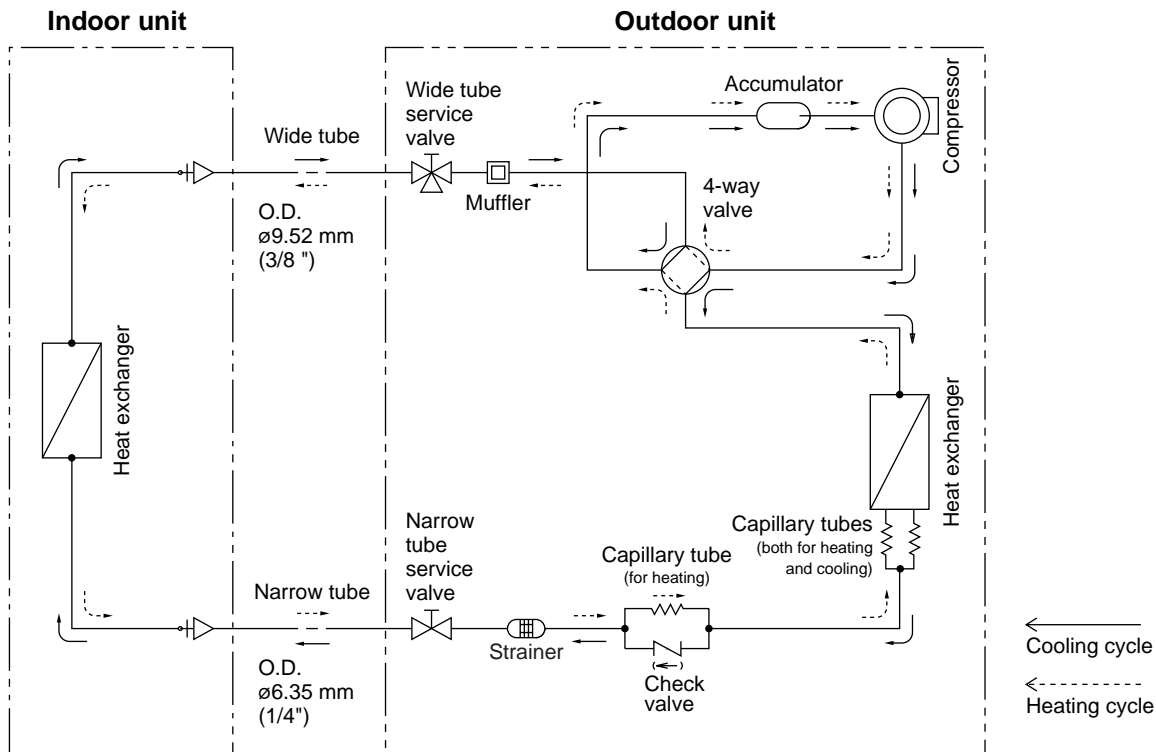 Indoor unit
Outdoor unit
Wide tube
service
valve
Accumulator
Compressor
Wide tube
Muffler
4-way
valve
O.D.
ø9.52 mm
(3/8 ")
Heat exchanger
Heat exchanger
Narrow
tube
service
valve
Capillary tube
(for heating)
Capillary tubes
(both for heating
and cooling)
Narrow tube
Strainer
Check
valve
O.D.
ø6.35 mm
(1/4")
Cooling cycle
Heating cycle